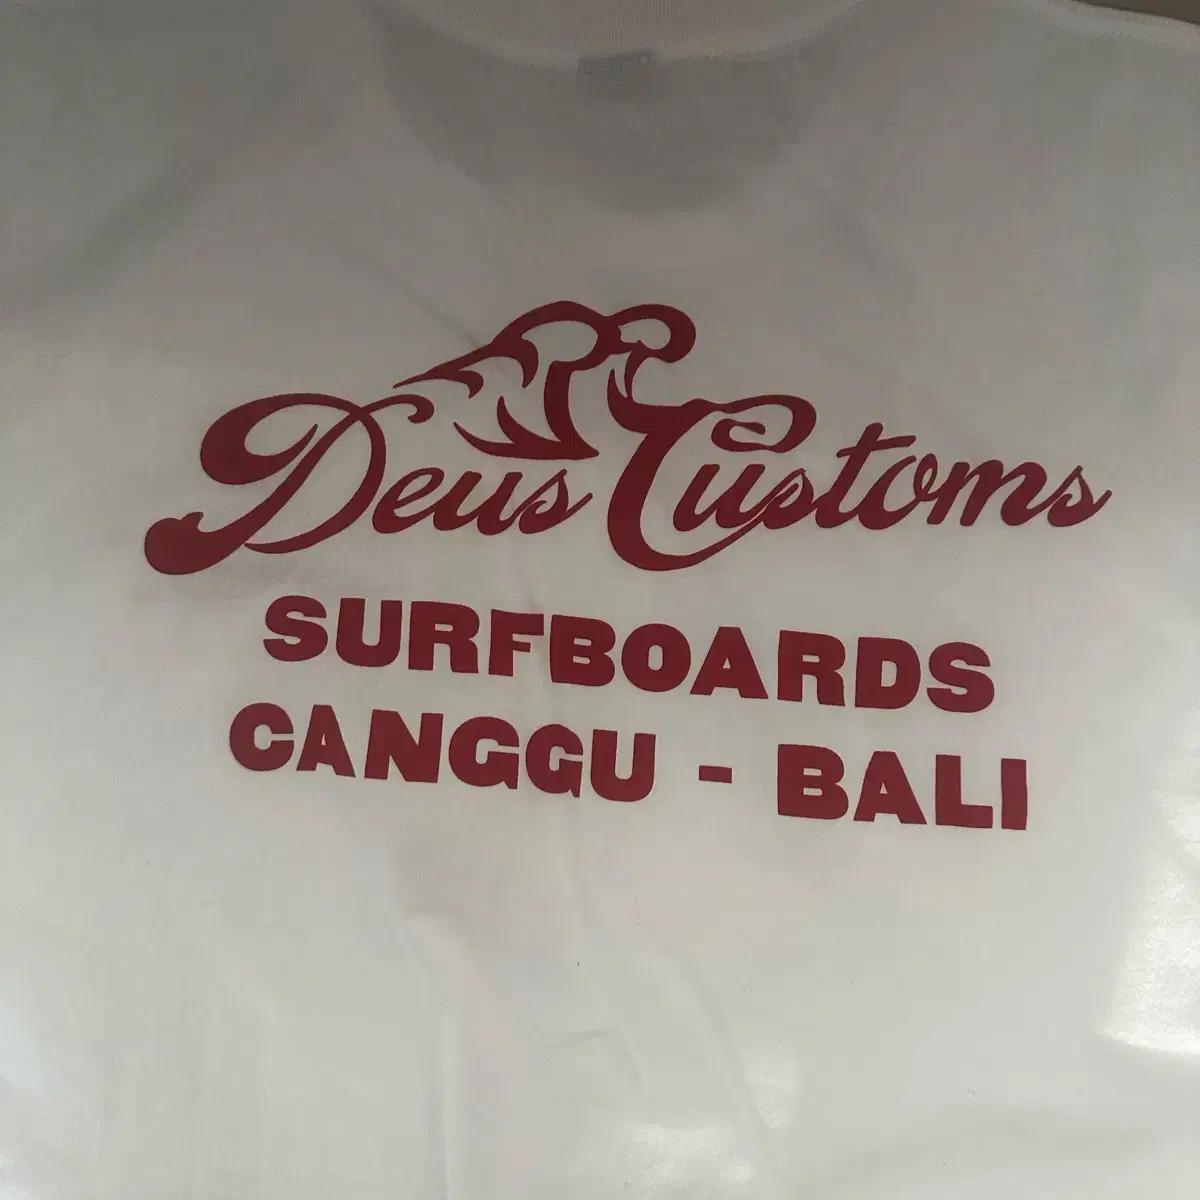 Deus Customs
SURFBOARDS
CANGGU - BALI